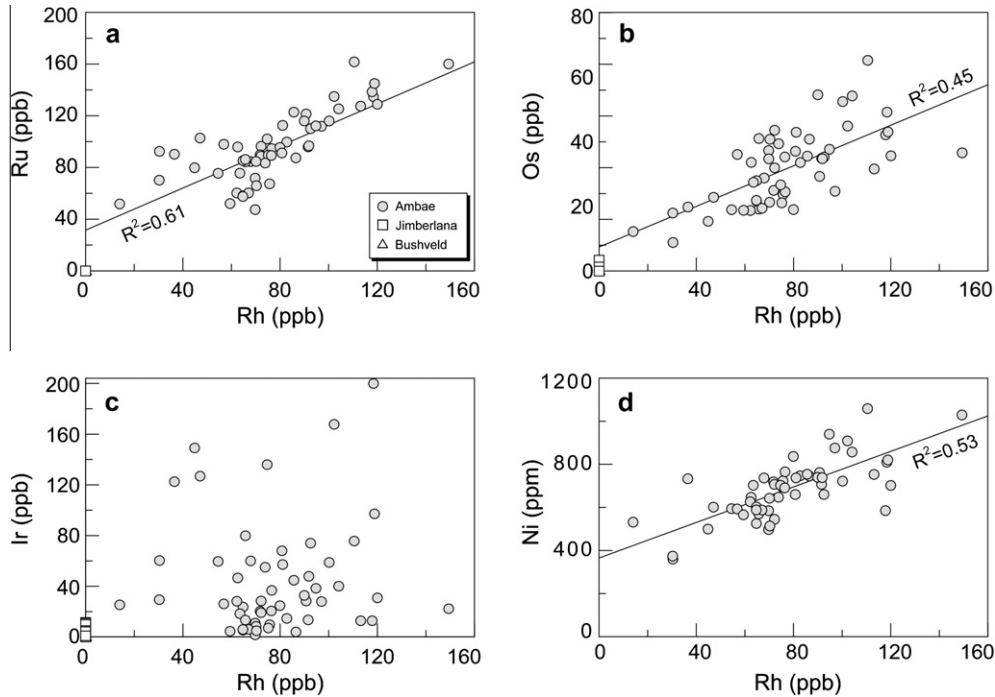 a
200
160
120
80
40
0
Ru (ppb)
R²=0.61
Ambae
Jimberlana
Bushveld
0 40 80 120 160
Rh (ppb)
b
80
60
40
20
0
Os (ppb)
R²=0.45
0 40 80 120 160
Rh (ppb)
c
200
160
120
80
40
0
Ir (ppb)
0 40 80 120 160
Rh (ppb)
d
1200
800
400
0
Ni (ppm)
R²=0.53
0 40 80 120 160
Rh (ppb)